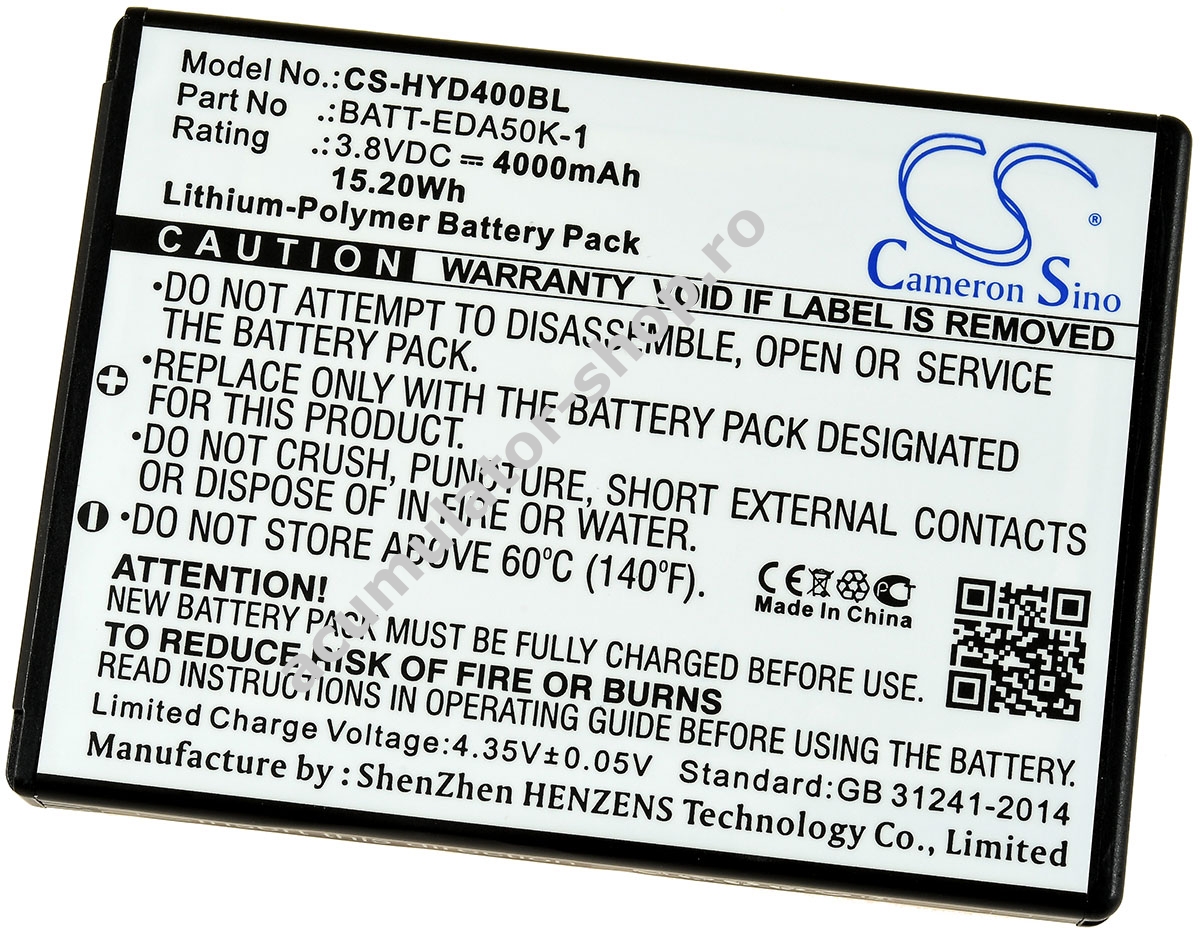 Model No.:CS-HYD400BL
Part No .:BATT-EDA50K-1
Rating .:3.8VDC ⎓ 4000mAh
15.20Wh
Lithium-Polymer Battery Pack
CS ®
Cameron Sino
CAUTION WARRANTY VOID IF LABEL IS REMOVED
•DO NOT ATTEMPT TO DISASSEMBLE, OPEN OR SERVICE
THE BATTERY PACK.
•REPLACE ONLY WITH THE BATTERY PACK DESIGNATED
FOR THIS PRODUCT.
•DO NOT CRUSH, PUNCTURE, SHORT EXTERNAL CONTACTS
OR DISPOSE OF IN FIRE OR WATER.
•DO NOT STORE ABOVE 60°C (140°F).
CE PCT
Made In China
ATTENTION!
NEW BATTERY PACK MUST BE FULLY CHARGED BEFORE USE.
TO REDUCE RISK OF FIRE OR BURNS
READ INSTRUCTIONS IN OPERATING GUIDE BEFORE USING THE BATTERY.
Limited Charge Voltage:4.35V±0.05V Standard:GB 31241-2014
Manufacture by : ShenZhen HENZENS Technology Co., Limited
acumulator-shop.ro